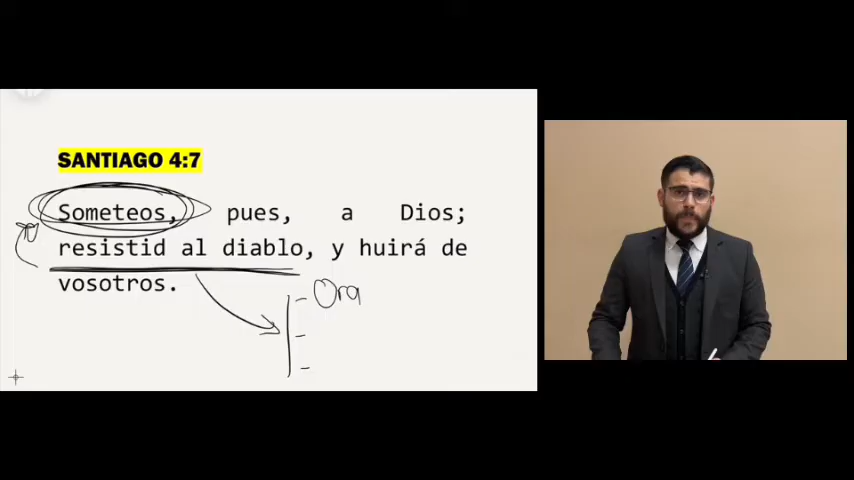 SANTIAGO 4:7
Someteos, pues, a Dios;
resistid al diablo, y huirá de
vosotros.
- Ora
-
-